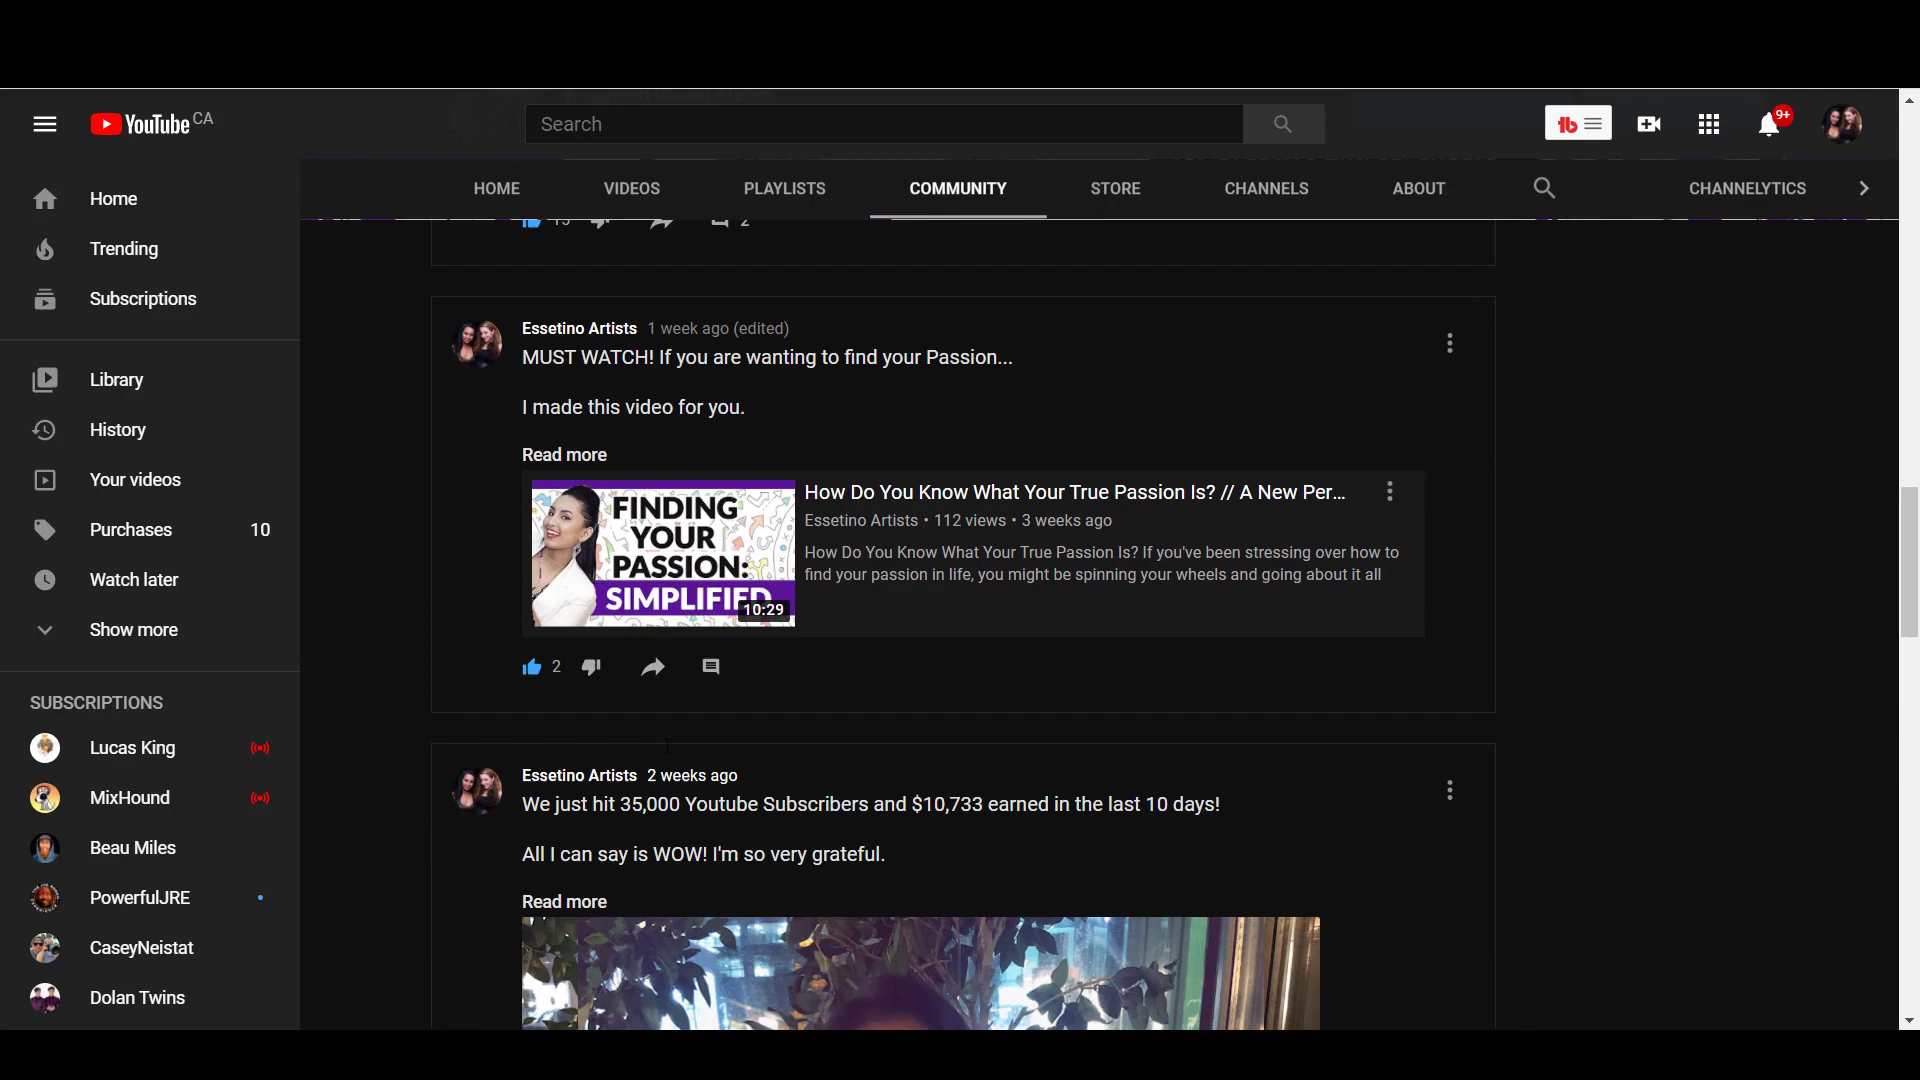 YouTube CA
Search
9+
HOME VIDEOS PLAYLISTS COMMUNITY STORE CHANNELS ABOUT CHANNELYTICS
Home
Trending
Subscriptions
Library
History
Your videos
Purchases 10
Watch later
Show more
SUBSCRIPTIONS
Lucas King
MixHound
Beau Miles
PowerfulJRE
CaseyNeistat
Dolan Twins
Essetino Artists 1 week ago (edited)
MUST WATCH! If you are wanting to find your Passion...
I made this video for you.
Read more
FINDING
YOUR
PASSION:
SIMPLIFIED
10:29
How Do You Know What Your True Passion Is? // A New Per...
Essetino Artists • 112 views • 3 weeks ago
How Do You Know What Your True Passion Is? If you've been stressing over how to
find your passion in life, you might be spinning your wheels and going about it all
2
Essetino Artists 2 weeks ago
We just hit 35,000 Youtube Subscribers and $10,733 earned in the last 10 days!
All I can say is WOW! I'm so very grateful.
Read more